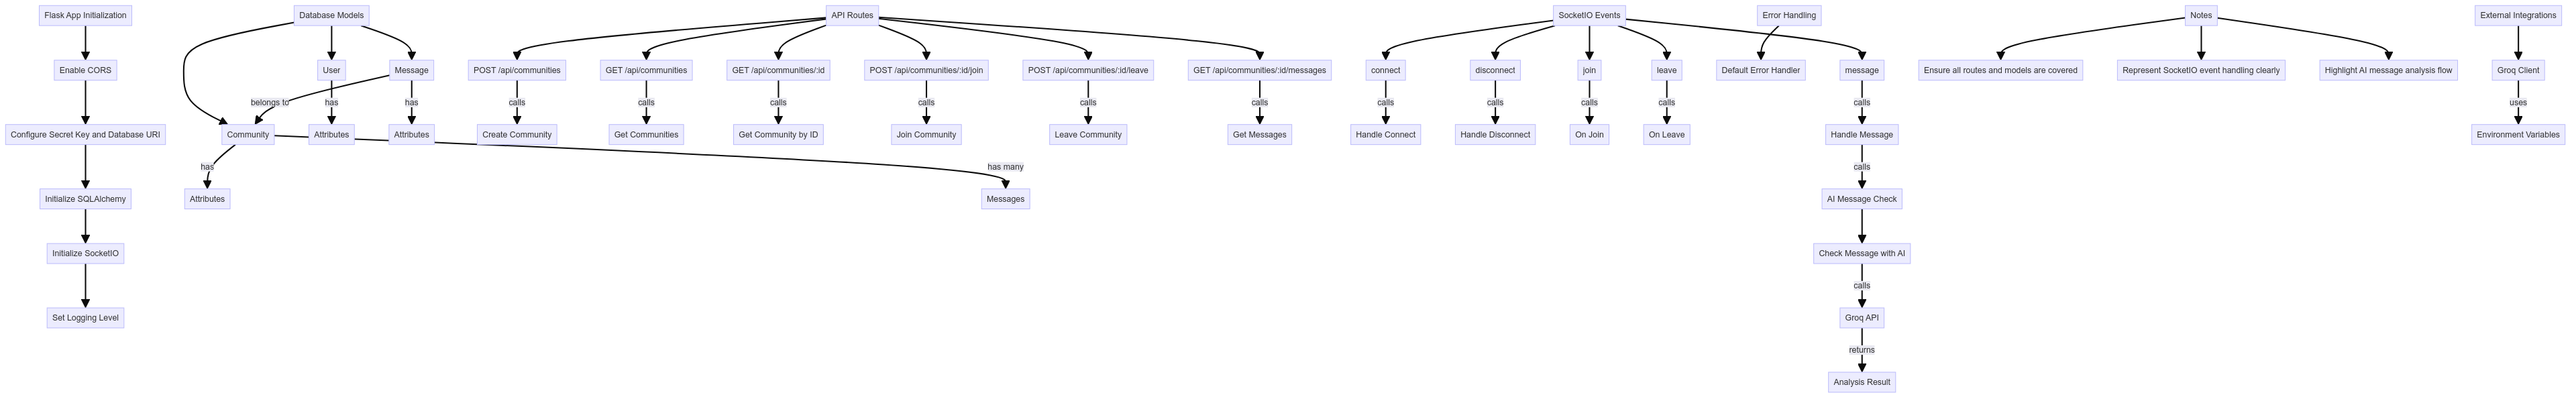 Flask App Initialization
Database Models
API Routes
SocketIO Events
Error Handling
Notes
External Integrations
Enable CORS
User
Message
POST /api/communities
GET /api/communities
GET /api/communities/:id
POST /api/communities/:id/join
POST /api/communities/:id/leave
GET /api/communities/:id/messages
connect
disconnect
join
leave
Default Error Handler
message
Ensure all routes and models are covered
Represent SocketIO event handling clearly
Highlight AI message analysis flow
Groq Client
belongs to
has
has
calls
calls
calls
calls
calls
calls
calls
calls
calls
calls
calls
uses
Configure Secret Key and Database URI
Community
Attributes
Attributes
Create Community
Get Communities
Get Community by ID
Join Community
Leave Community
Get Messages
Handle Connect
Handle Disconnect
On Join
On Leave
Handle Message
Environment Variables
has
has many
calls
Initialize SQLAlchemy
Attributes
Messages
AI Message Check
Initialize SocketIO
Check Message with AI
calls
Set Logging Level
Groq API
returns
Analysis Result